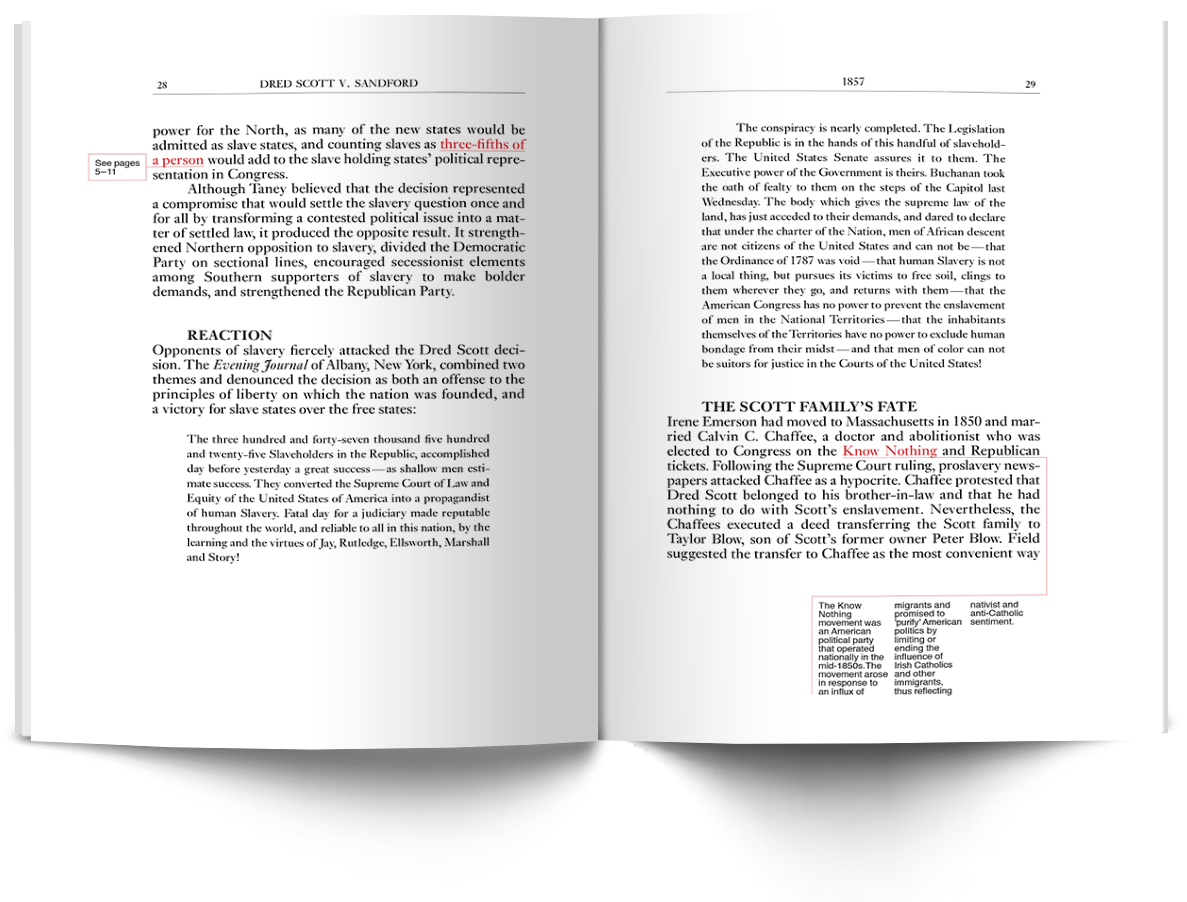 28
DRED SCOTT V. SANDFORD
power for the North, as many of the new states would be
admitted as slave states, and counting slaves as three-fifths of
a person would add to the slave holding states’ political repre-
sentation in Congress.
See pages
5–11
Although Taney believed that the decision represented
a compromise that would settle the slavery question once and
for all by transforming a contested political issue into a mat-
ter of settled law, it produced the opposite result. It strength-
ened Northern opposition to slavery, divided the Democratic
Party on sectional lines, encouraged secessionist elements
among Southern supporters of slavery to make bolder
demands, and strengthened the Republican Party.
REACTION
Opponents of slavery fiercely attacked the Dred Scott deci-
sion. The Evening Journal of Albany, New York, combined two
themes and denounced the decision as both an offense to the
principles of liberty on which the nation was founded, and
a victory for slave states over the free states:
The three hundred and forty-seven thousand five hundred
and twenty-five Slaveholders in the Republic, accomplished
day before yesterday a great success—as shallow men esti-
mate success. They converted the Supreme Court of Law and
Equity of the United States of America into a propagandist
of human Slavery. Fatal day for a judiciary made reputable
throughout the world, and reliable to all in this nation, by the
learning and the virtues of Jay, Rutledge, Ellsworth, Marshall
and Story!
1857
29
The conspiracy is nearly completed. The Legislation
of the Republic is in the hands of this handful of slavehold-
ers. The United States Senate assures it to them. The
Executive power of the Government is theirs. Buchanan took
the oath of fealty to them on the steps of the Capitol last
Wednesday. The body which gives the supreme law of the
land, has just acceded to their demands, and dared to declare
that under the charter of the Nation, men of African descent
are not citizens of the United States and can not be—that
the Ordinance of 1787 was void—that human Slavery is not
a local thing, but pursues its victims to free soil, clings to
them wherever they go, and returns with them—that the
American Congress has no power to prevent the enslavement
of men in the National Territories—that the inhabitants
themselves of the Territories have no power to exclude human
bondage from their midst—and that men of color can not
be suitors for justice in the Courts of the United States!
THE SCOTT FAMILY’S FATE
Irene Emerson had moved to Massachusetts in 1850 and mar-
ried Calvin C. Chaffee, a doctor and abolitionist who was
elected to Congress on the Know Nothing and Republican
tickets. Following the Supreme Court ruling, proslavery news-
papers attacked Chaffee as a hypocrite. Chaffee protested that
Dred Scott belonged to his brother-in-law and that he had
nothing to do with Scott’s enslavement. Nevertheless, the
Chaffees executed a deed transferring the Scott family to
Taylor Blow, son of Scott’s former owner Peter Blow. Field
suggested the transfer to Chaffee as the most convenient way
The Know
Nothing
movement was
an American
political party
that operated
nationally in the
mid-1850s. The
movement arose
in response to
an influx of
migrants and
promised to
'purify' American
politics by
limiting or
ending the
influence of
Irish Catholics
and other
immigrants,
thus reflecting
nativist and
anti-Catholic
sentiment.